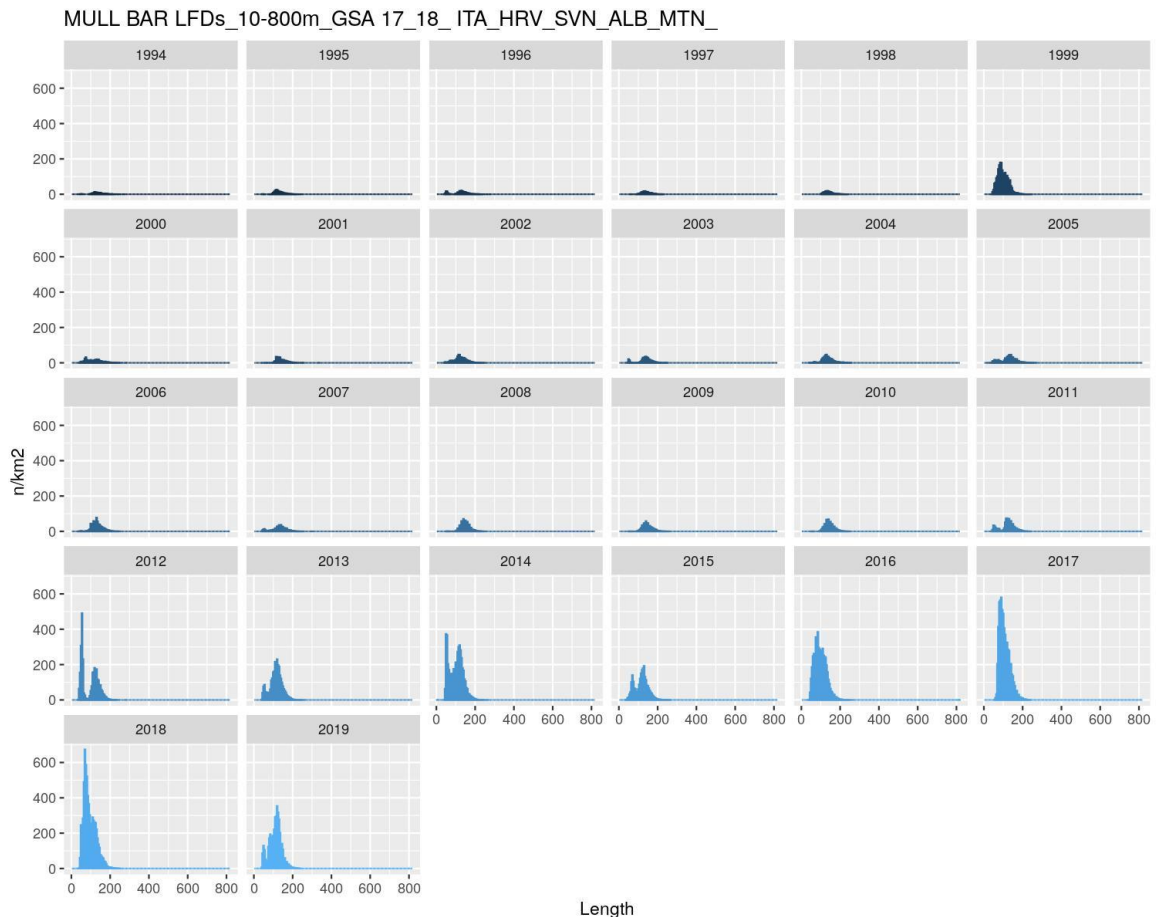 MULL BAR LFDs_10-800m_GSA 17_18_ ITA_HRV_SVN_ALB_MTN_
1994 1995 1996 1997 1998 1999
600
400
200
0
2000 2001 2002 2003 2004 2005
600
400
200
0
2006 2007 2008 2009 2010 2011
600
400
200
0
n/km2
2012 2013 2014 2015 2016 2017
600
400
200
0
0 200 400 600 800 0 200 400 600 800 0 200 400 600 800 0 200 400 600 800
2018 2019
600
400
200
0
0 200 400 600 800 0 200 400 600 800
Length